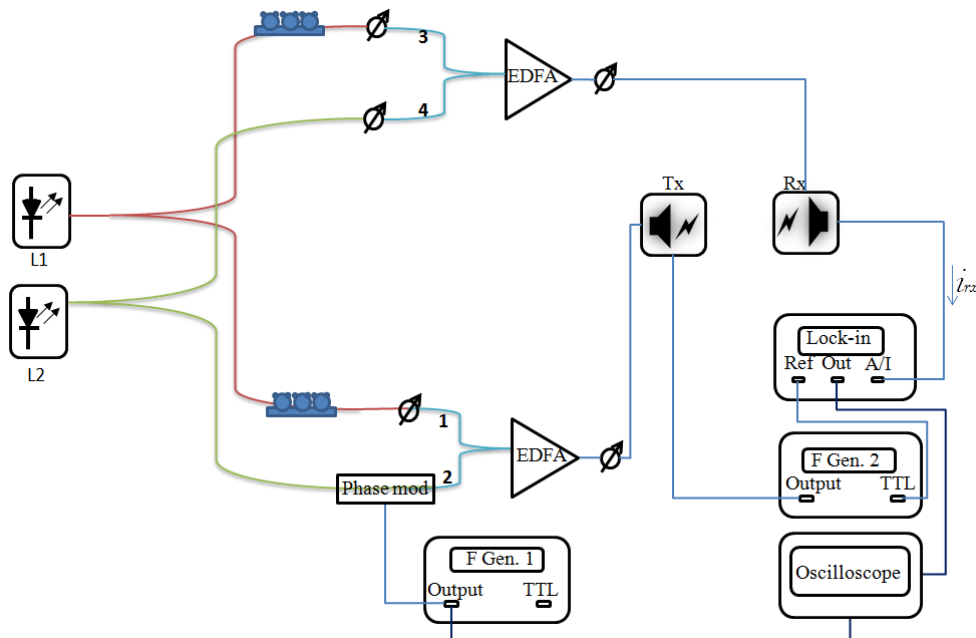 3
EDFA
4
Tx
Rx
L1
i_rx
L2
Lock-in
Ref Out A/I
1
EDFA
2
Phase mod
F Gen. 2
Output TTL
F Gen. 1
Output TTL
Oscilloscope